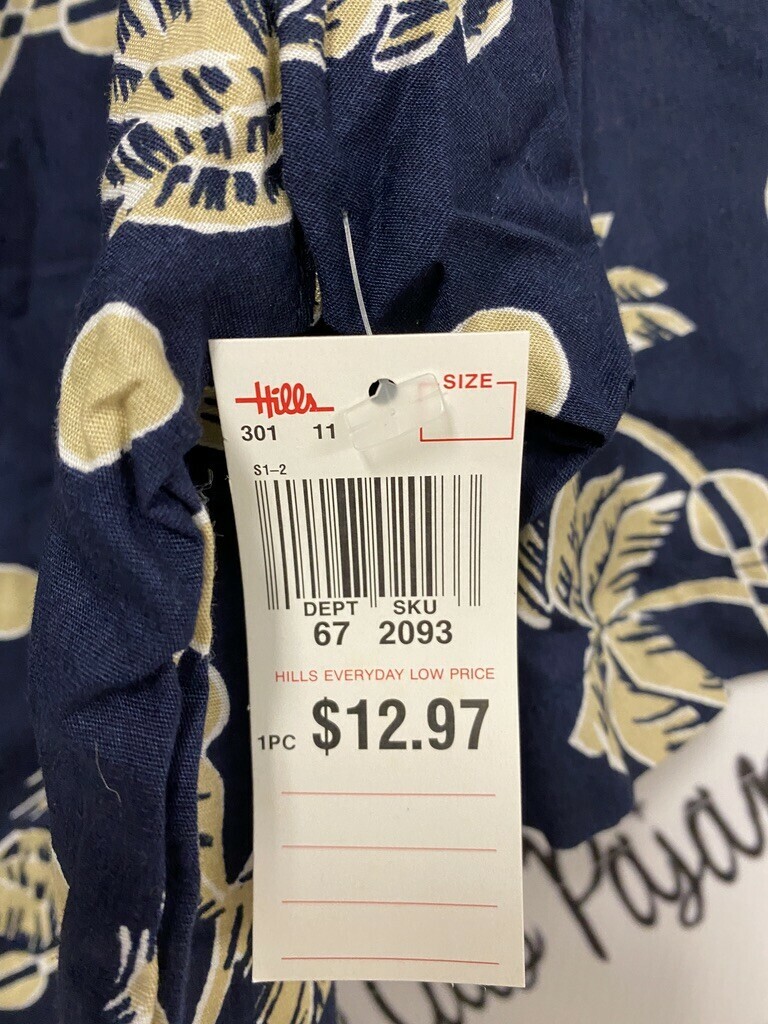 Hills
SIZE
301 11
S1-2
DEPT SKU
67 2093
HILLS EVERYDAY LOW PRICE
1PC $12.97